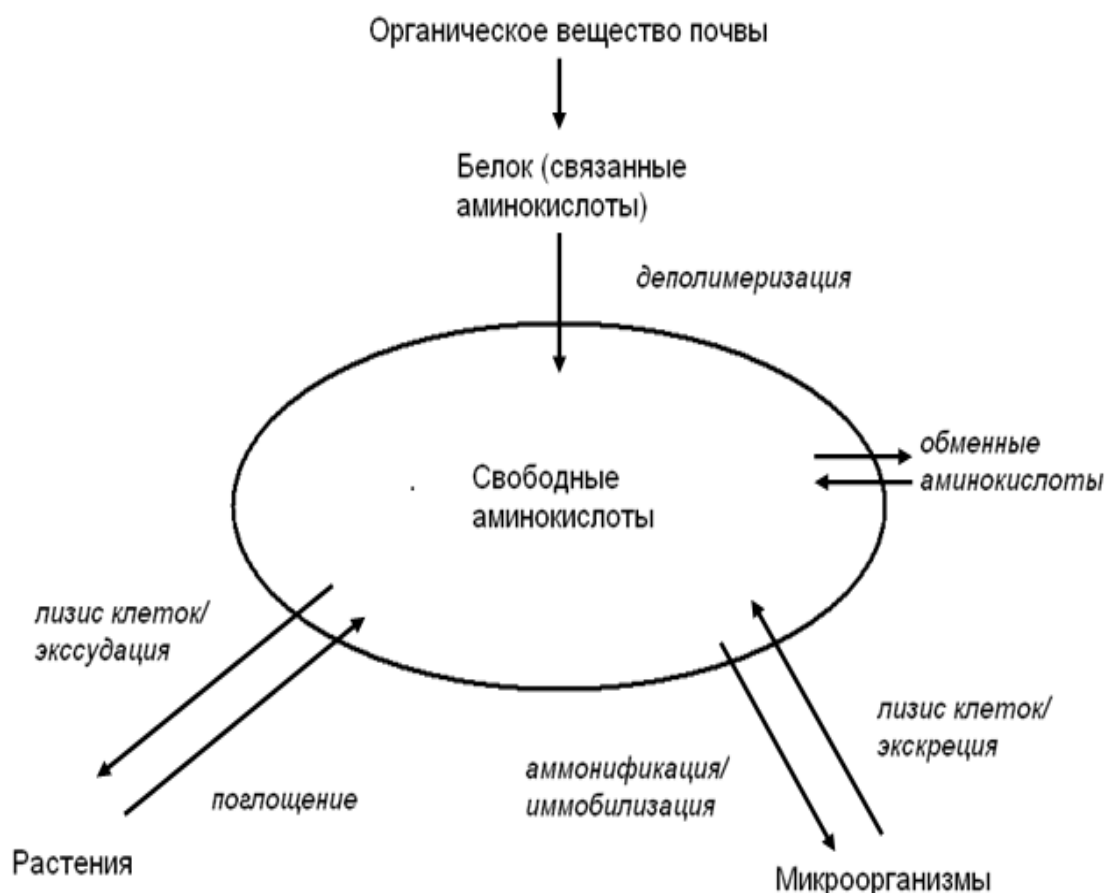 Органическое вещество почвы
Белок (связанные
аминокислоты)
деполимеризация
обменные
аминокислоты
Свободные
аминокислоты
лизис клеток/
экссудация
поглощение
аммонификация/
иммобилизация
лизис клеток/
экскреция
Растения
Микроорганизмы